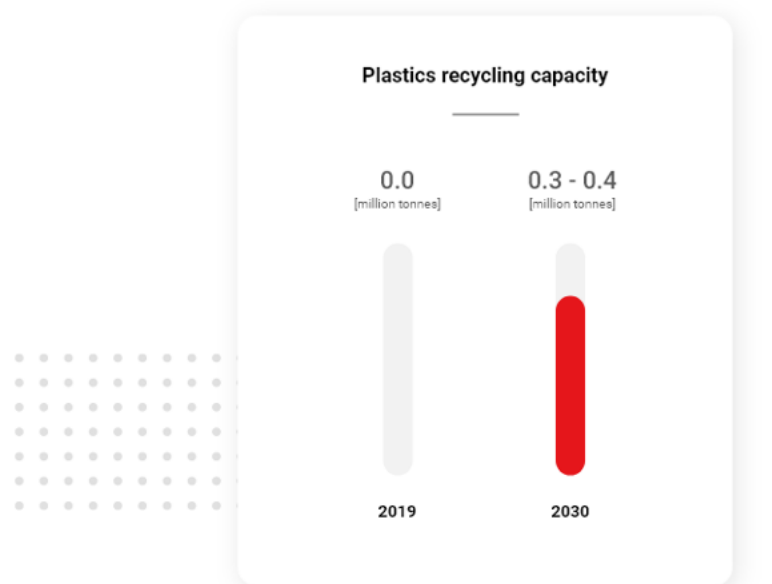 Plastics recycling capacity
0.0 0.3 - 0.4
[million tonnes] [million tonnes]
2019 2030